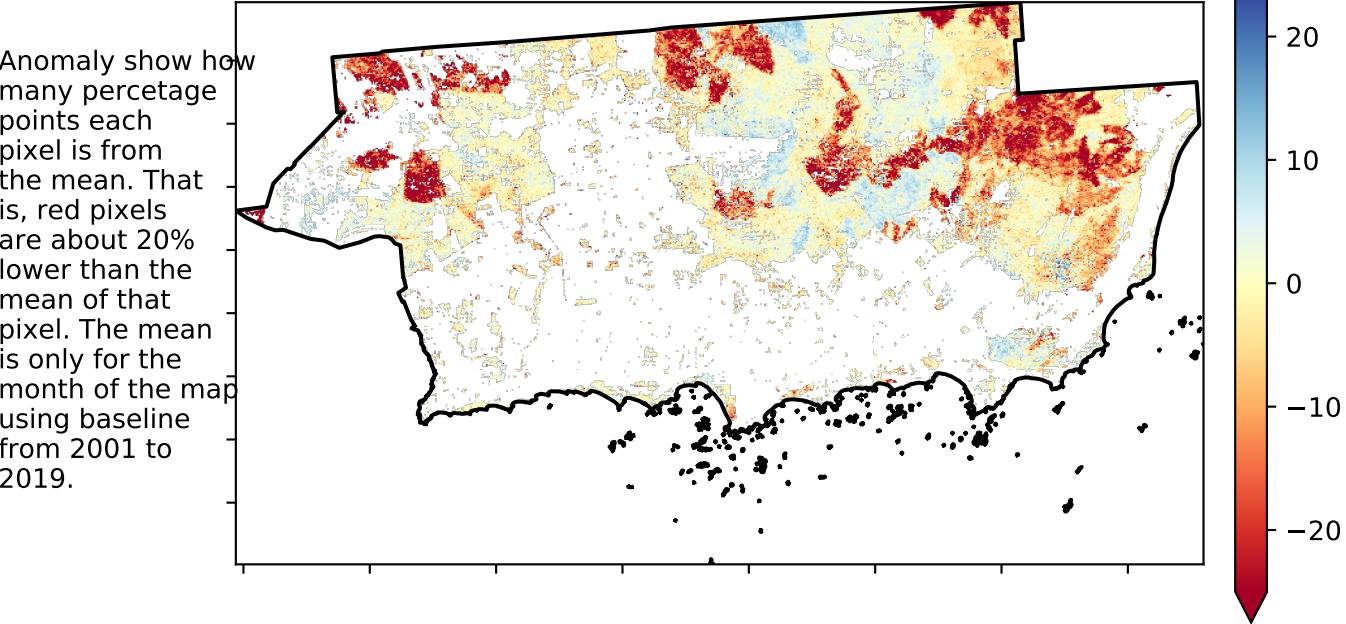 Anomaly show how
many percetage
points each
pixel is from
the mean. That
is, red pixels
are about 20%
lower than the
mean of that
pixel. The mean
is only for the
month of the map
using baseline
from 2001 to
2019.
20
10
0
−10
−20